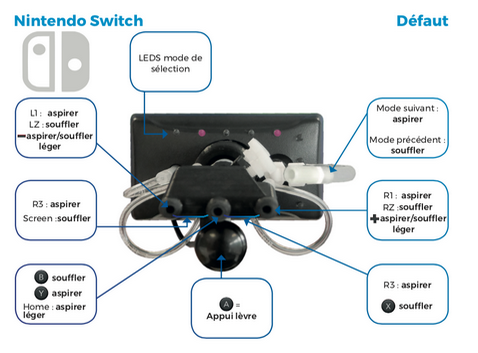 Nintendo Switch
Défaut
LEDS mode de
sélection
L1 : aspirer
LZ : souffler
-aspirer/souffler
léger
Mode suivant :
aspirer
Mode précédent :
souffler
R3 : aspirer
Screen :souffler
R1 : aspirer
RZ :souffler
+aspirer/souffler
léger
B souffler
Y aspirer
Home : aspirer
léger
A =
Appui lèvre
R3 : aspirer
X souffler